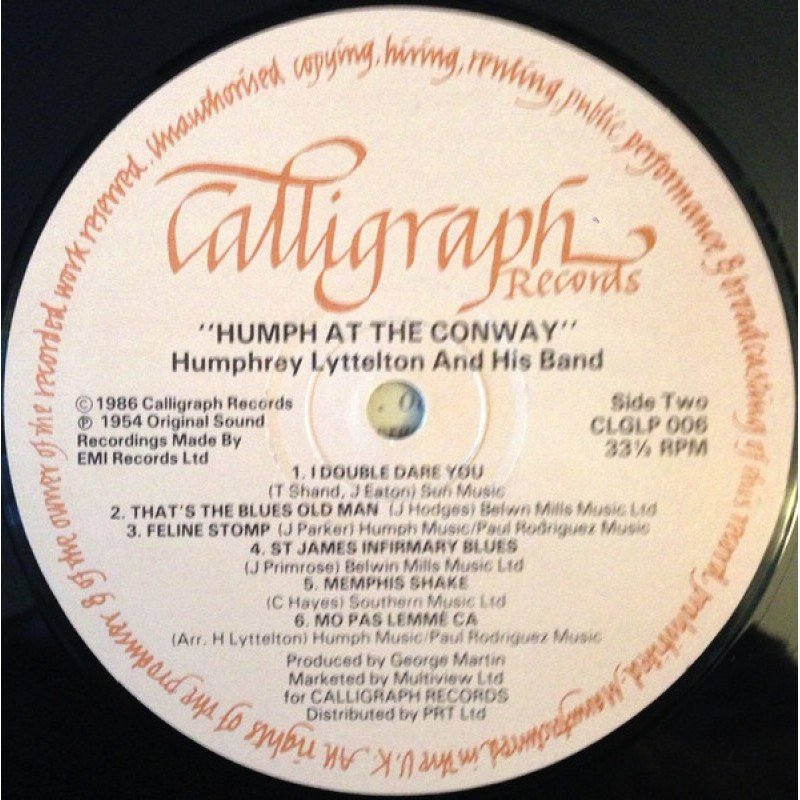 Calligraph
Records
"HUMPH AT THE CONWAY"
Humphrey Lyttelton And His Band
© 1986 Calligraph Records
℗ 1954 Original Sound
Recordings Made By
EMI Records Ltd
Side Two
CLGLP 006
33⅓ RPM
1. I DOUBLE DARE YOU
(T Shand, J Eaton) Sun Music
2. THAT'S THE BLUES OLD MAN (J Hodges) Belwn Mills Music Ltd
3. FELINE STOMP (J Parker) Humph Music/Paul Rodriguez Music
4. ST JAMES INFIRMARY BLUES
(J Primrose) Belwin Mills Music Ltd
5. MEMPHIS SHAKE
(C Hayes) Southern Music Ltd
6. MO PAS LEMMÉ CA
(Arr. H Lyttelton) Humph Music/Paul Rodriguez Music
Produced by George Martin
Marketed by Multiview Ltd
for CALLIGRAPH RECORDS
Distributed by PRT Ltd
All rights of the producer & of the owner of the recorded work reserved. Unauthorised copying, hiring, renting, public performance & broadcasting of this record prohibited. Manufactured in the U.K.